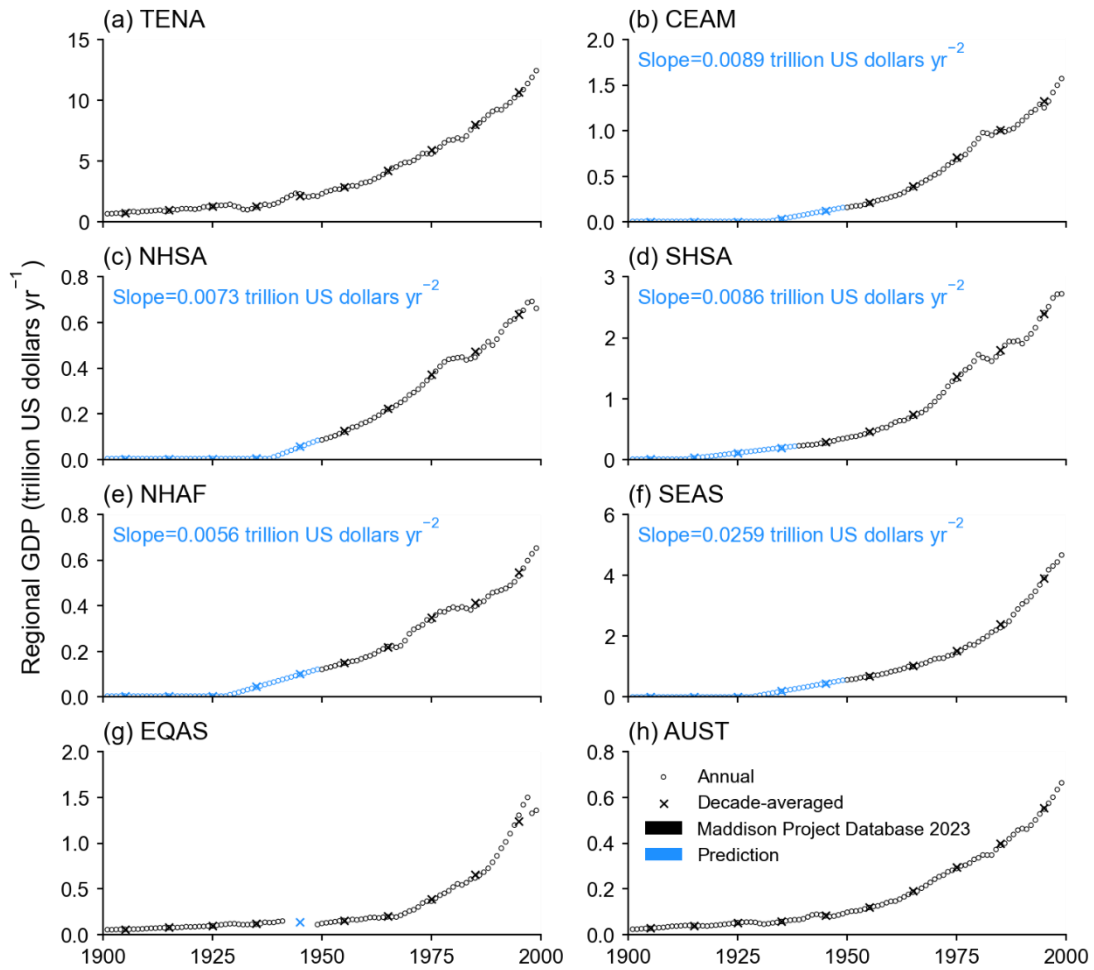 (a) TENA
15
10
5
0
(b) CEAM
Slope=0.0089 trillion US dollars yr⁻²
2.0
1.5
1.0
0.5
0.0
(c) NHSA
Slope=0.0073 trillion US dollars yr⁻²
0.8
0.6
0.4
0.2
0.0
(d) SHSA
Slope=0.0086 trillion US dollars yr⁻²
3
2
1
0
Regional GDP (trillion US dollars yr⁻¹)
(e) NHAF
Slope=0.0056 trillion US dollars yr⁻²
0.8
0.6
0.4
0.2
0.0
(f) SEAS
Slope=0.0259 trillion US dollars yr⁻²
6
4
2
0
(g) EQAS
2.0
1.5
1.0
0.5
0.0
1900 1925 1950 1975 2000
(h) AUST
0.8
0.6
0.4
0.2
0.0
Annual
Decade-averaged
Maddison Project Database 2023
Prediction
1900 1925 1950 1975 2000